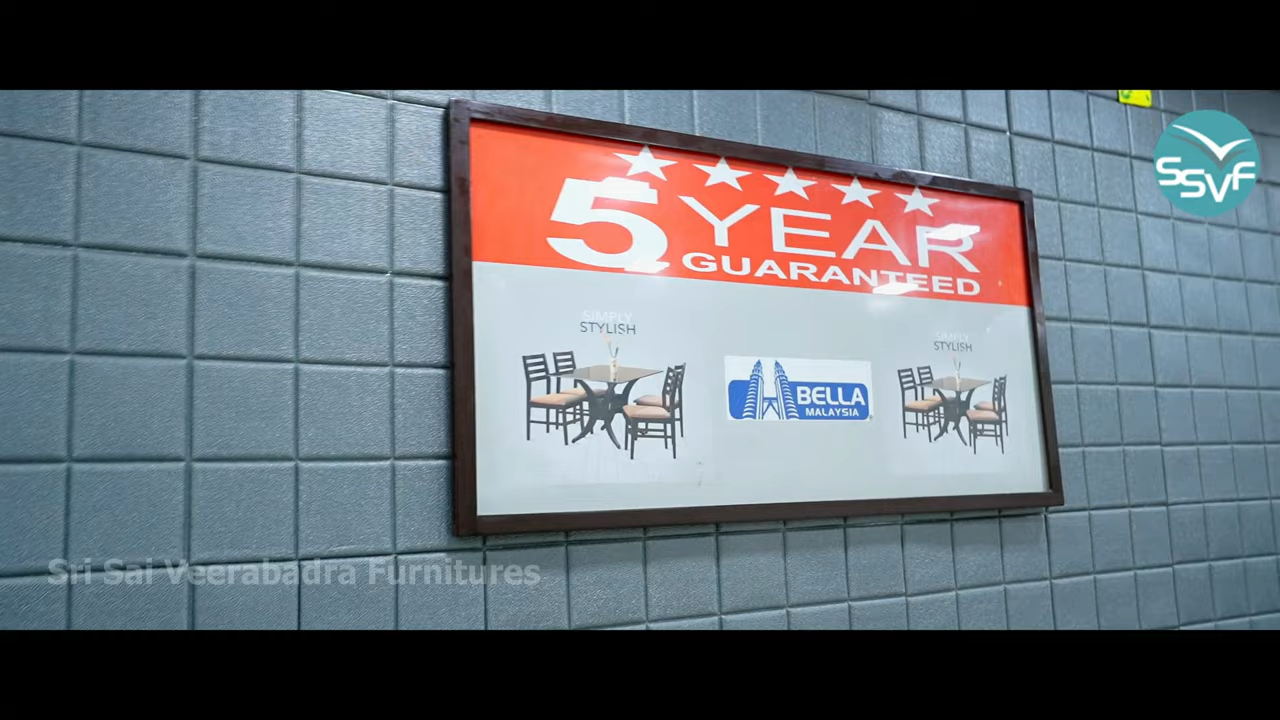 SSVF
5 YEAR
GUARANTEED
SIMPLY
STYLISH
BELLA
MALAYSIA
SIMPLY
STYLISH
Sri Sai Veerabadra Furnitures